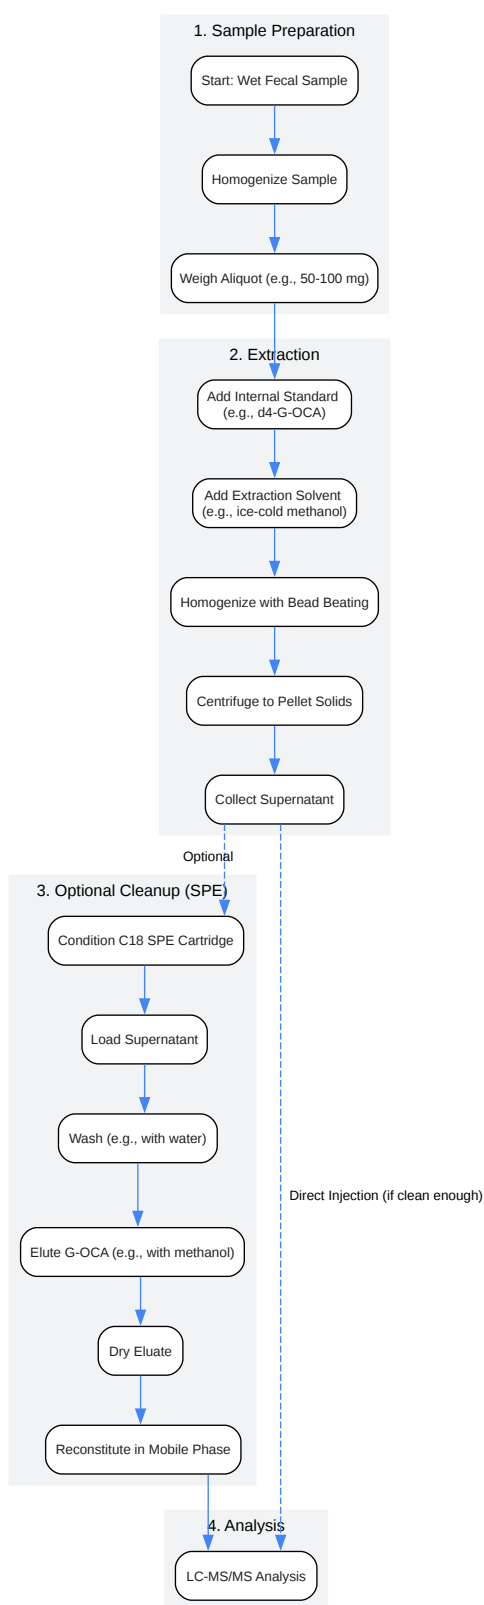 1. Sample Preparation
Start: Wet Fecal Sample
Homogenize Sample
Weigh Aliquot (e.g., 50-100 mg)
2. Extraction
Add Internal Standard
(e.g., d4-G-OCA)
Add Extraction Solvent
(e.g., ice-cold methanol)
Homogenize with Bead Beating
Centrifuge to Pellet Solids
Collect Supernatant
Optional
3. Optional Cleanup (SPE)
Condition C18 SPE Cartridge
Load Supernatant
Wash (e.g., with water)
Direct Injection (if clean enough)
Elute G-OCA (e.g., with methanol)
Dry Eluate
Reconstitute in Mobile Phase
4. Analysis
LC-MS/MS Analysis